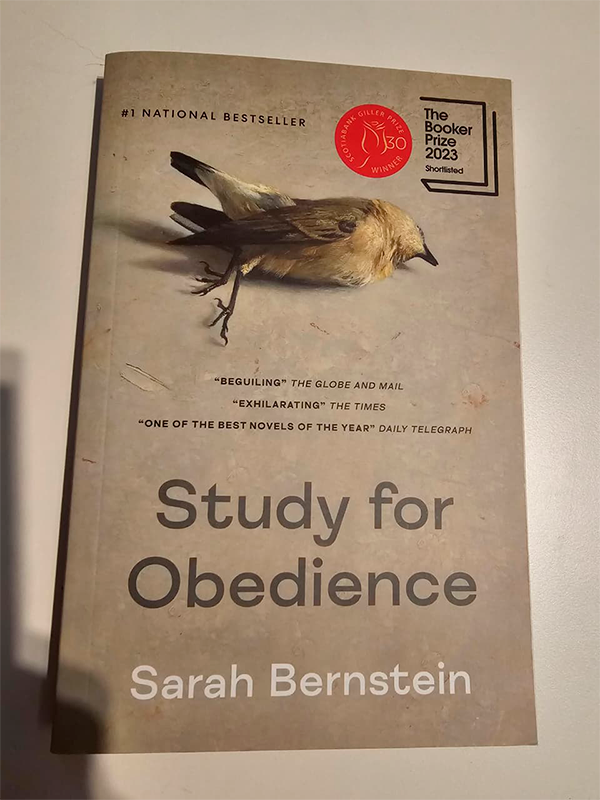 #1 NATIONAL BESTSELLER
SCOTIABANK GILLER PRIZE
30
WINNER
The
Booker
Prize
2023
Shortlisted
“BEGUILING” THE GLOBE AND MAIL
“EXHILARATING” THE TIMES
“ONE OF THE BEST NOVELS OF THE YEAR” DAILY TELEGRAPH
Study for
Obedience
Sarah Bernstein